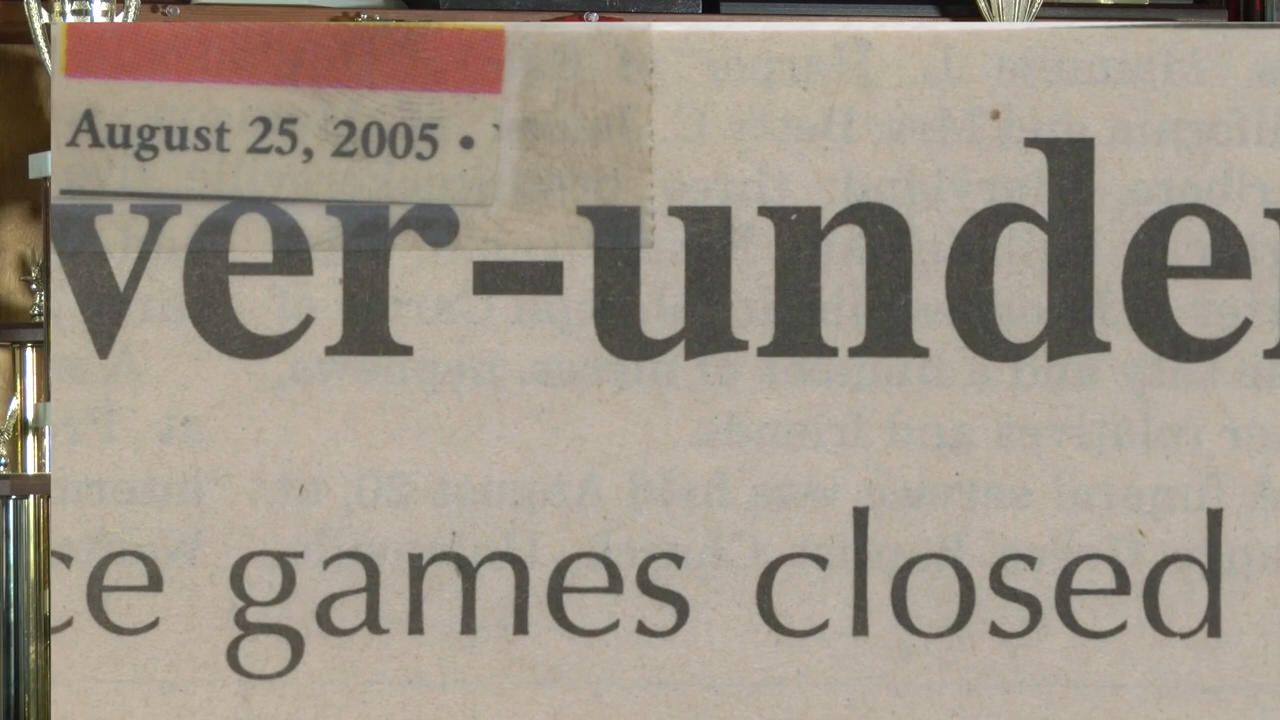 August 25, 2005 •
ver-under
ce games closed